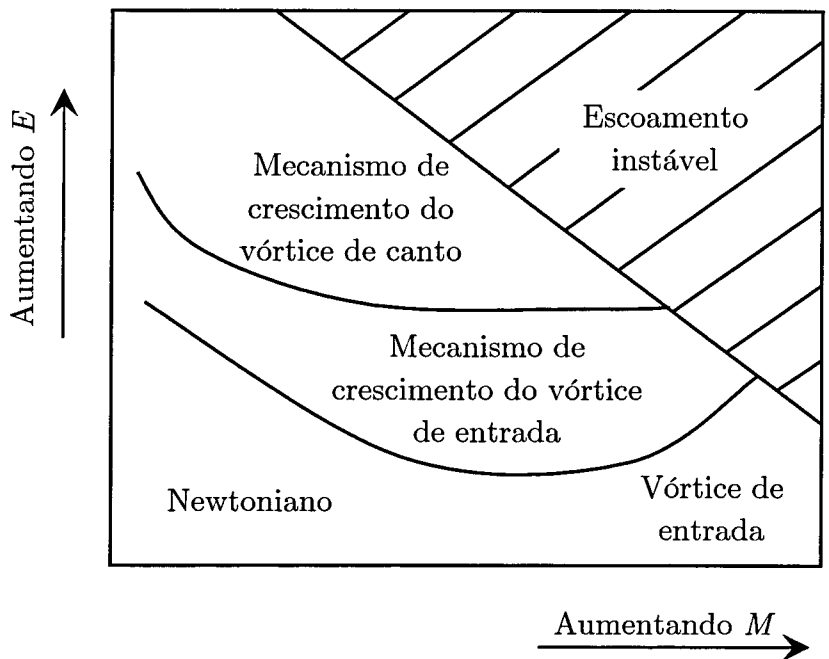 Aumentando E
Escoamento
instável
Mecanismo de
crescimento do
vórtice de canto
Mecanismo de
crescimento do vórtice
de entrada
Newtoniano
Vórtice de
entrada
Aumentando M